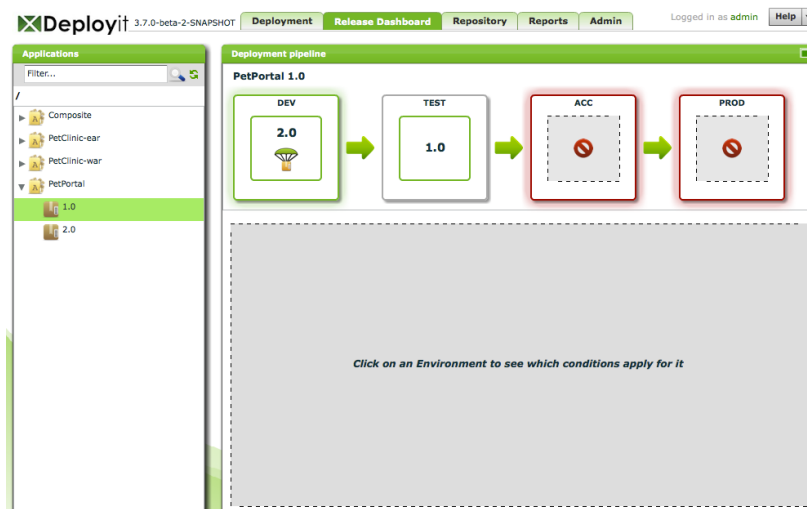 Deployit 3.7.0-beta-2-SNAPSHOT Deployment Release Dashboard Repository Reports Admin Logged in as admin Help
Applications
Filter...
/
Composite
PetClinic-ear
PetClinic-war
PetPortal
1.0
2.0
Deployment pipeline
PetPortal 1.0
DEV TEST ACC PROD
2.0 1.0
Click on an Environment to see which conditions apply for it